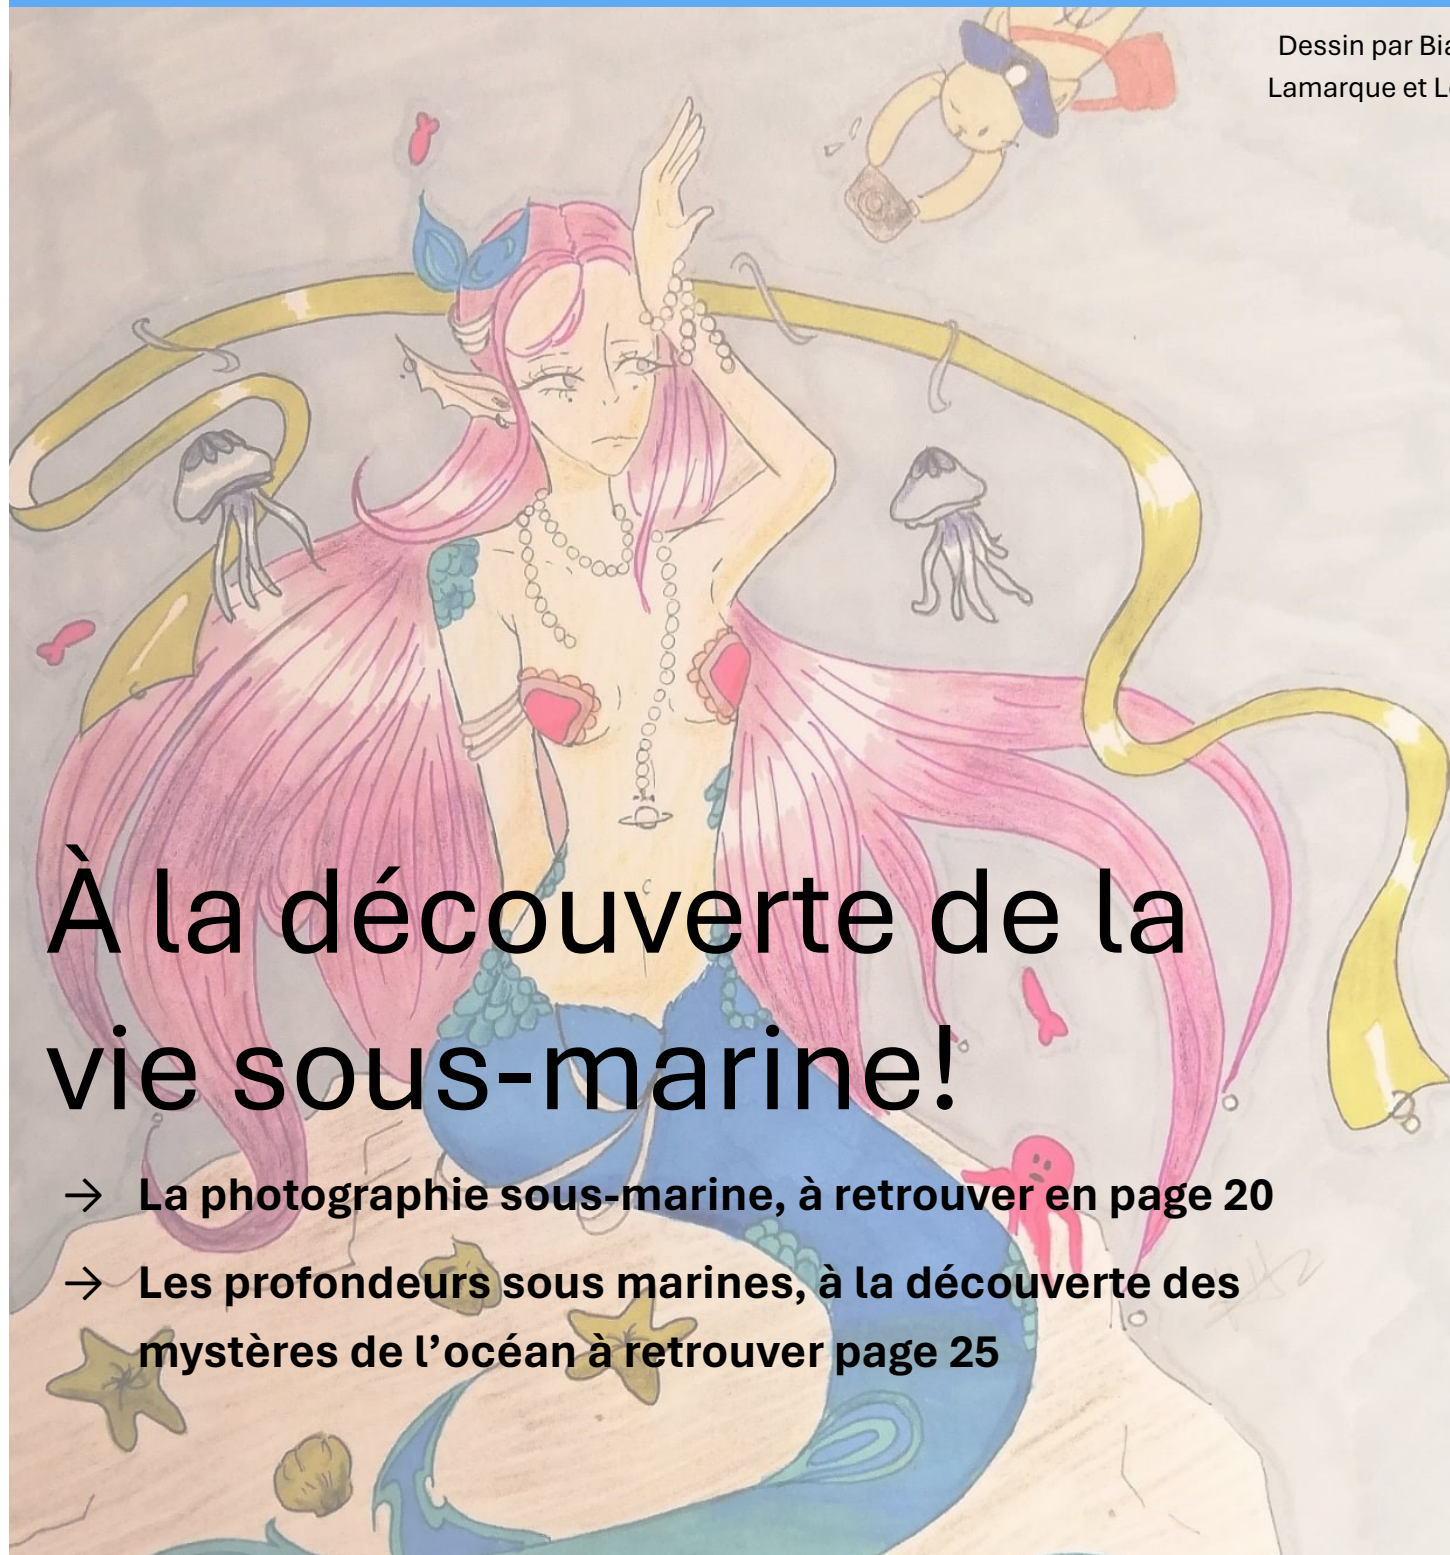 Dessin par
Lamarque et
À la découverte de la
vie sous-marine!
→ La photographie sous-marine, à retrouver en page 20
→ Les profondeurs sous marines, à la découverte des
mystères de l’océan à retrouver page 25